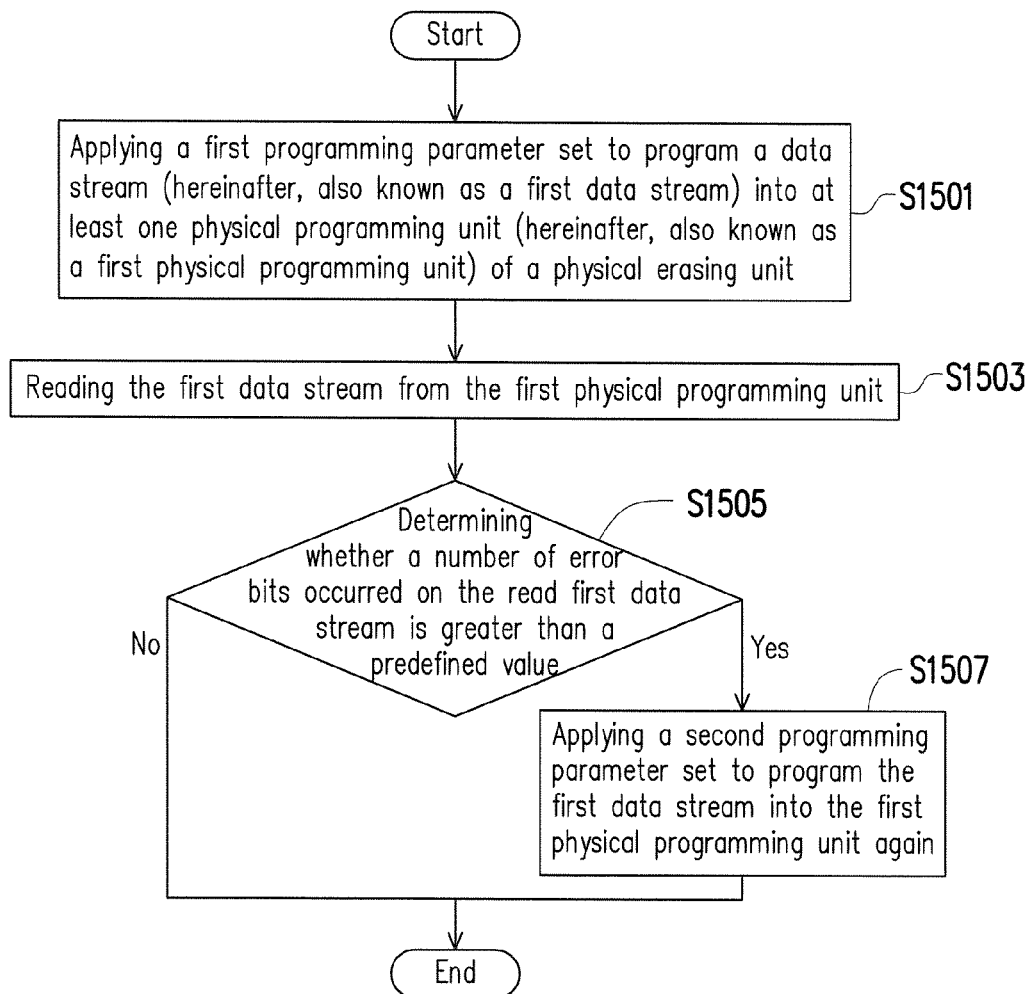 Start
Applying a first programming parameter set to program a data
stream (hereinafter, also known as a first data stream) into at
least one physical programming unit (hereinafter, also known as
a first physical programming unit) of a physical erasing unit
S1501
Reading the first data stream from the first physical programming unit
S1503
Determining
whether a number of error
bits occurred on the read first data
stream is greater than a
predefined value
S1505
No
Yes
S1507
Applying a second programming
parameter set to program the
first data stream into the first
physical programming unit again
End